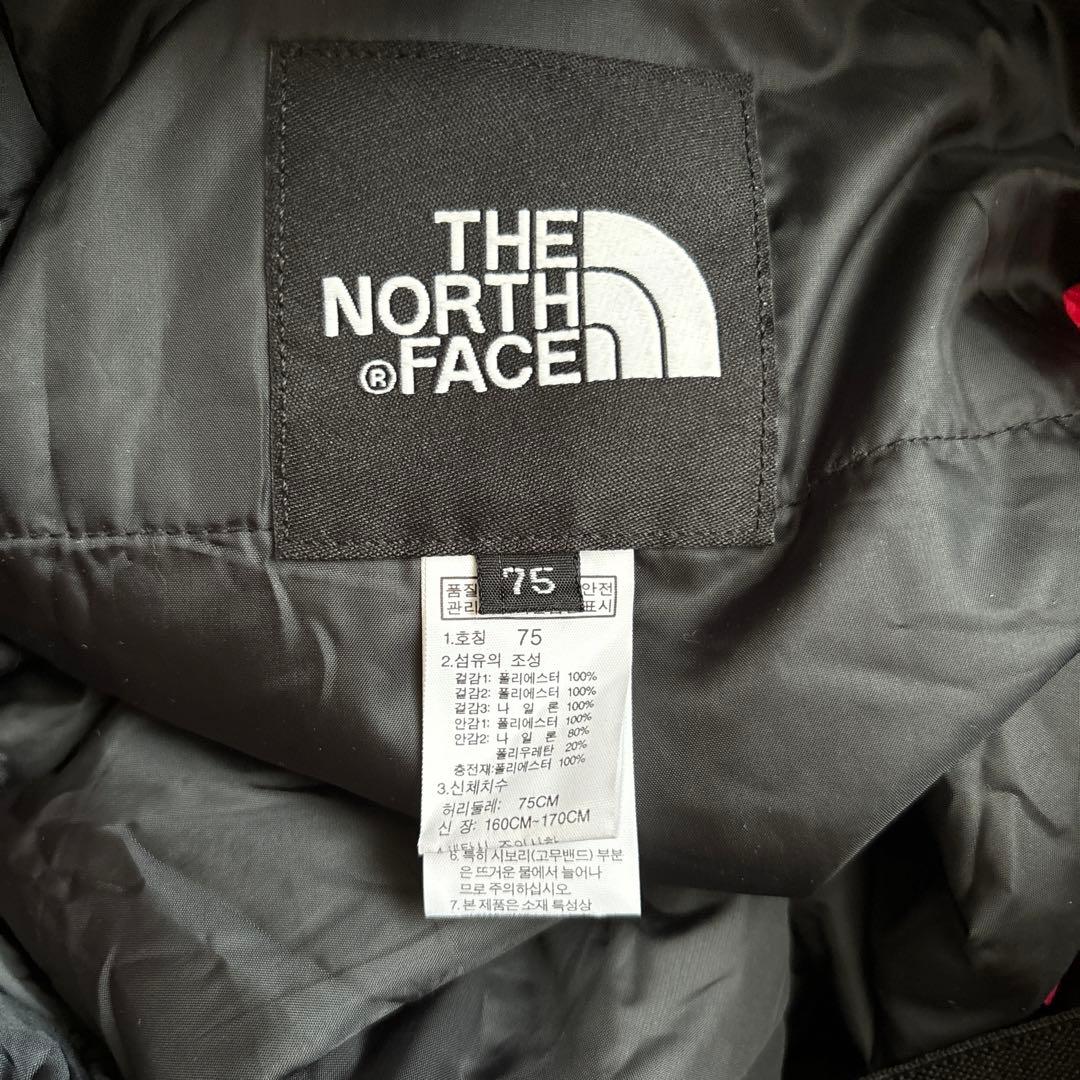 THE
NORTH
®FACE
75
품질 안전
관리 표시
1.호칭 75
2.섬유의 조성
겉감1: 폴리에스터 100%
겉감2: 폴리에스터 100%
겉감3: 나 일 론 100%
안감1: 폴리에스터 100%
안감2: 나 일 론 80%
폴리우레탄 20%
충전재:폴리에스터 100%
3.신체치수
허리둘레: 75CM
신 장: 160CM~170CM
6. 특히 시보리(고무밴드) 부분
은 뜨거운 물에서 늘어나
므로 주의하십시오.
7. 본 제품은 소재 특성상